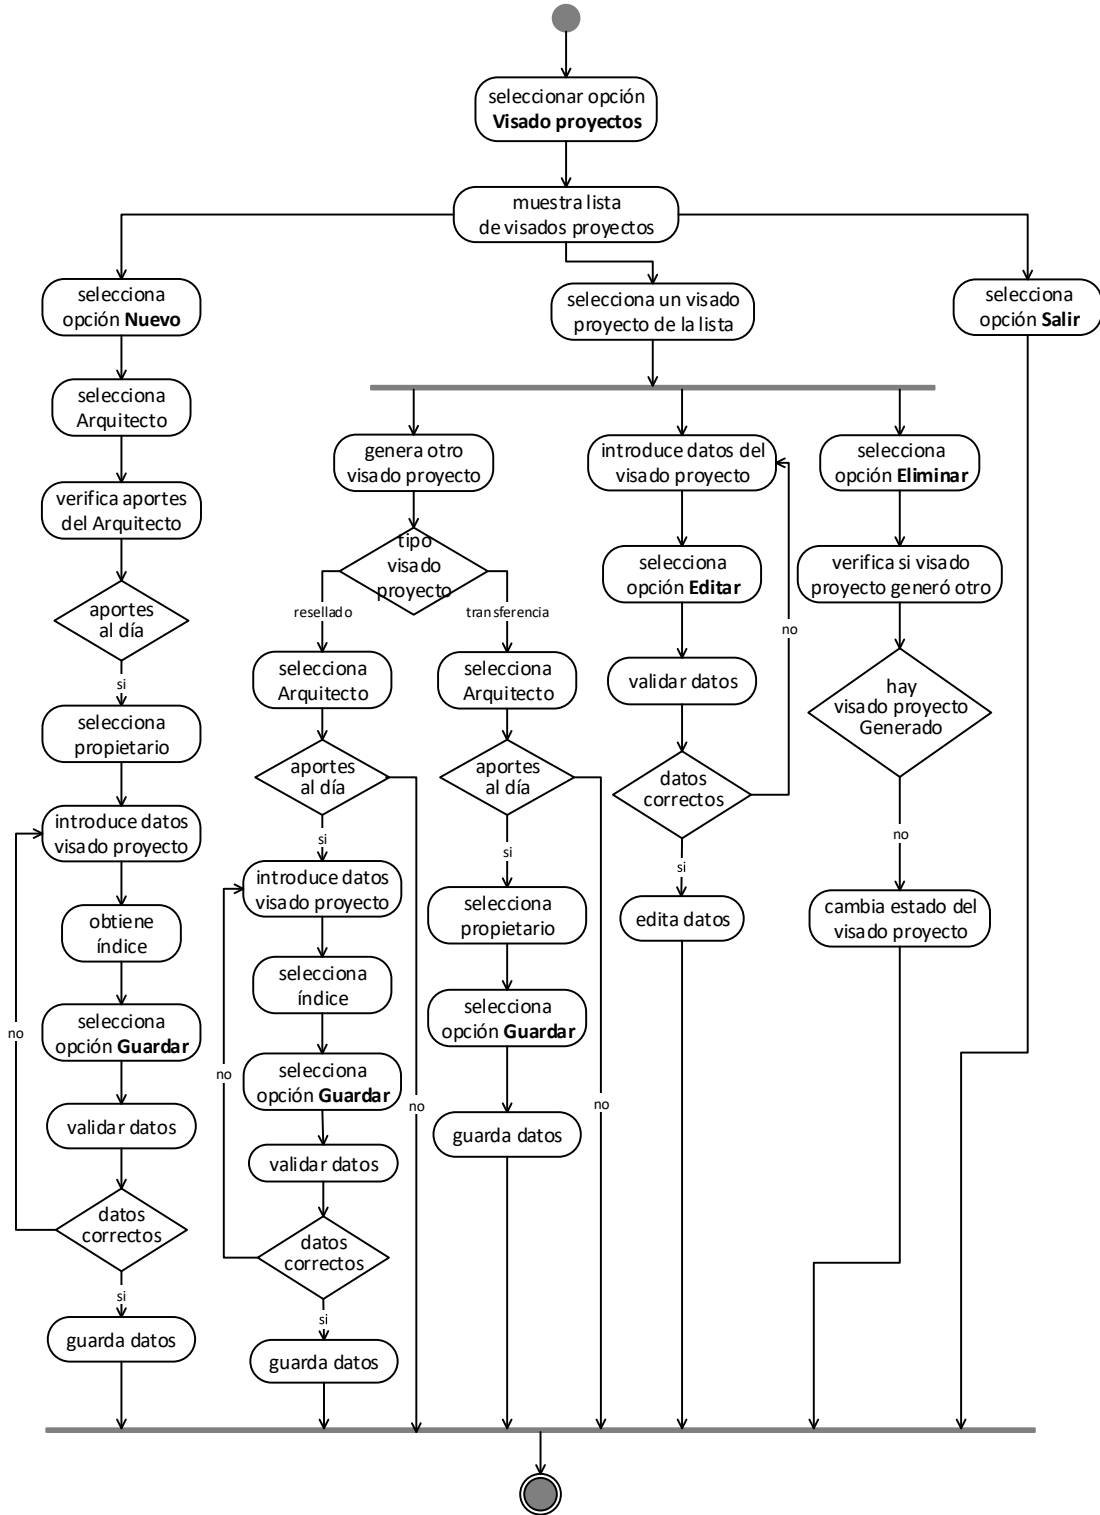 seleccionar opción
Visado proyectos
muestra lista
de visados proyectos
selecciona
opción Nuevo
selecciona un visado
proyecto de la lista
selecciona
opción Salir
selecciona
Arquitecto
verifica aportes
del Arquitecto
aportes
al día
si
selecciona
propietario
introduce datos
visado proyecto
obtiene
índice
selecciona
opción Guardar
no
validar datos
datos
correctos
si
guarda datos
genera otro
visado proyecto
tipo
visado
proyecto
resellado
transferencia
selecciona
Arquitecto
aportes
al día
si
introduce datos
visado proyecto
selecciona
índice
selecciona
opción Guardar
no
no
validar datos
datos
correctos
si
guarda datos
selecciona
Arquitecto
aportes
al día
si
selecciona
propietario
selecciona
opción Guardar
no
guarda datos
introduce datos del
visado proyecto
selecciona
opción Editar
no
validar datos
datos
correctos
si
edita datos
selecciona
opción Eliminar
verifica si visado
proyecto generó otro
hay
visado proyecto
Generado
no
cambia estado del
visado proyecto